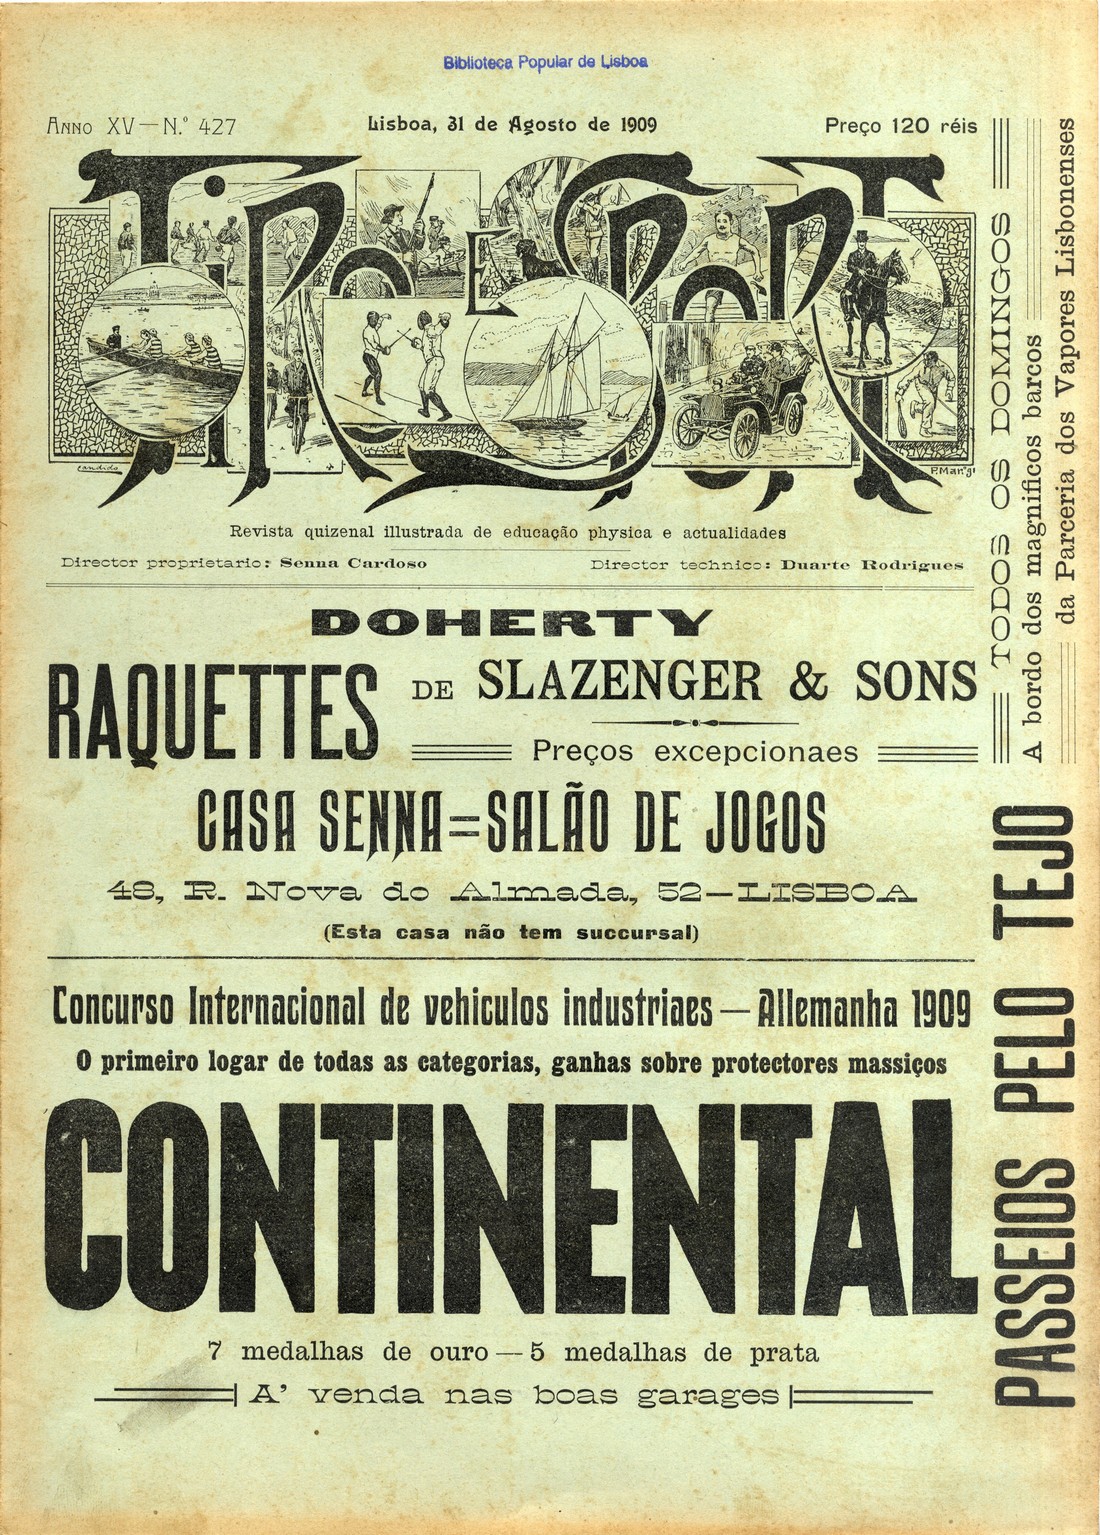 Biblioteca Popular de Lisboa
Anno XV — N.º 427
Lisboa, 31 de Agosto de 1909
Preço 120 réis
TIRO E SPORT
Candido
P. Marºgl
Revista quizenal illustrada de educação physica e actualidades
Director proprietario: Senna Cardoso
Director technico: Duarte Rodrigues
DOHERTY
RAQUETTES DE SLAZENGER & SONS
Preços excepcionaes
CASA SENNA=SALÃO DE JOGOS
48, R. Nova do Almada, 52—LISBOA
(Esta casa não tem succursal)
Concurso Internacional de vehiculos industriaes — Allemanha 1909
O primeiro logar de todas as categorias, ganhas sobre protectores massiços
CONTINENTAL
7 medalhas de ouro — 5 medalhas de prata
A' venda nas boas garages
PASSEIOS PELO TEJO
TODOS OS DOMINGOS
A bordo dos magnificos barcos
da Parceria dos Vapores Lisbonenses